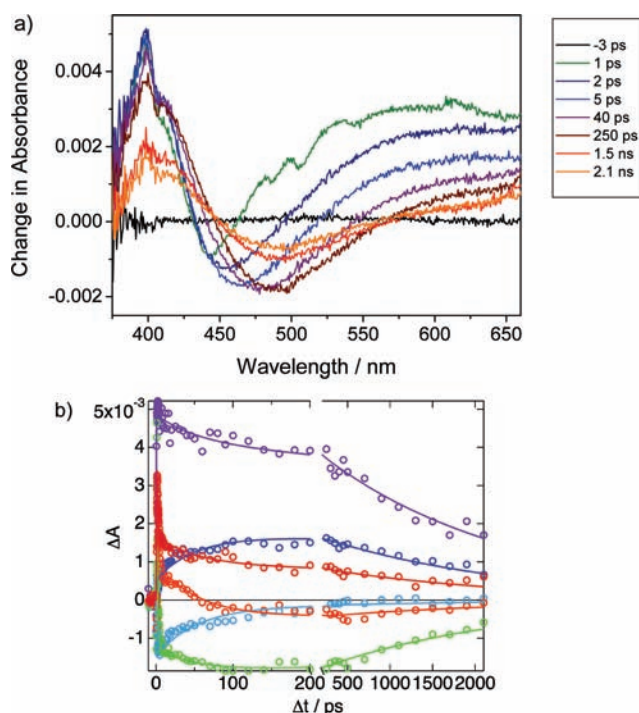 a)
-3 ps
1 ps
2 ps
5 ps
40 ps
250 ps
1.5 ns
2.1 ns
Change in Absorbance
0.004
0.002
0.000
-0.002
400 450 500 550 600 650
Wavelength / nm
b)
5x10⁻³
4
3
2
1
0
-1
ΔA
0 100 200 500 1000 1500 2000
Δt / ps